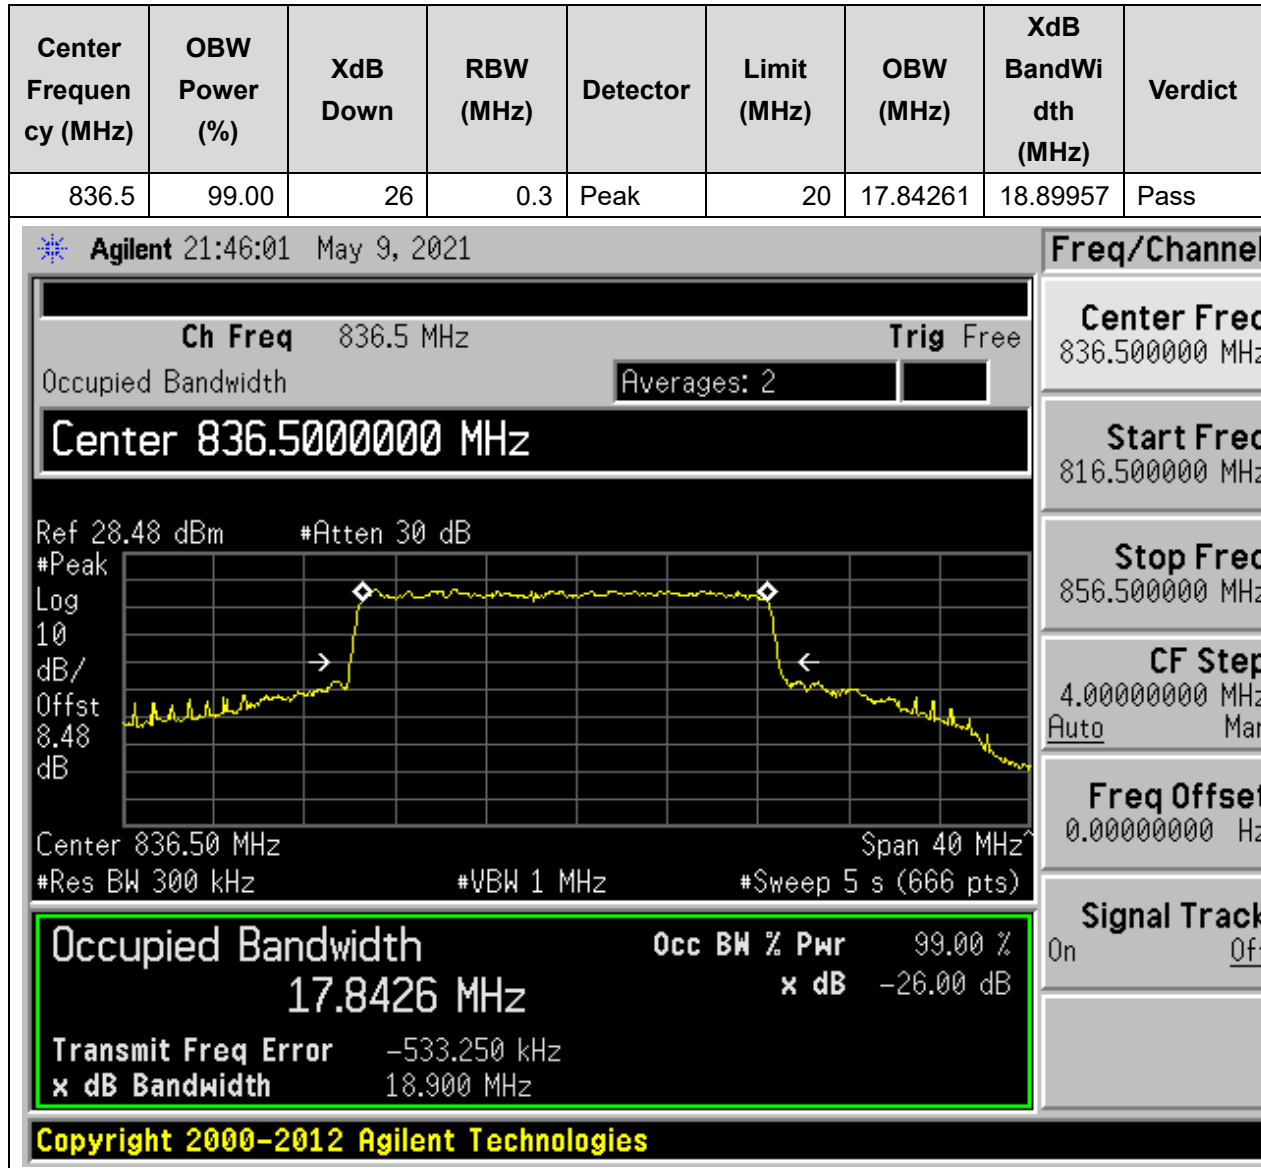 Center Frequency (MHz) OBW Power (%) XdB Down RBW (MHz) Detector Limit (MHz) OBW (MHz) XdB BandWidth (MHz) Verdict
836.5 99.00 26 0.3 Peak 20 17.84261 18.89957 Pass
Agilent 21:46:01 May 9, 2021
Freq/Channel
Ch Freq 836.5 MHz Trig Free
Occupied Bandwidth Averages: 2
Center 836.5000000 MHz
Ref 28.48 dBm #Atten 30 dB
#Peak
Log
10
dB/
Offst
8.48
dB
Center 836.50 MHz Span 40 MHz^
#Res BW 300 kHz #VBW 1 MHz #Sweep 5 s (666 pts)
Occupied Bandwidth Occ BW % Pwr 99.00 %
17.8426 MHz x dB -26.00 dB
Transmit Freq Error -533.250 kHz
x dB Bandwidth 18.900 MHz
Copyright 2000-2012 Agilent Technologies
Center Freq
836.500000 MHz
Start Freq
816.500000 MHz
Stop Freq
856.500000 MHz
CF Step
4.00000000 MHz
Auto Man
Freq Offset
0.00000000 Hz
Signal Track
On Off